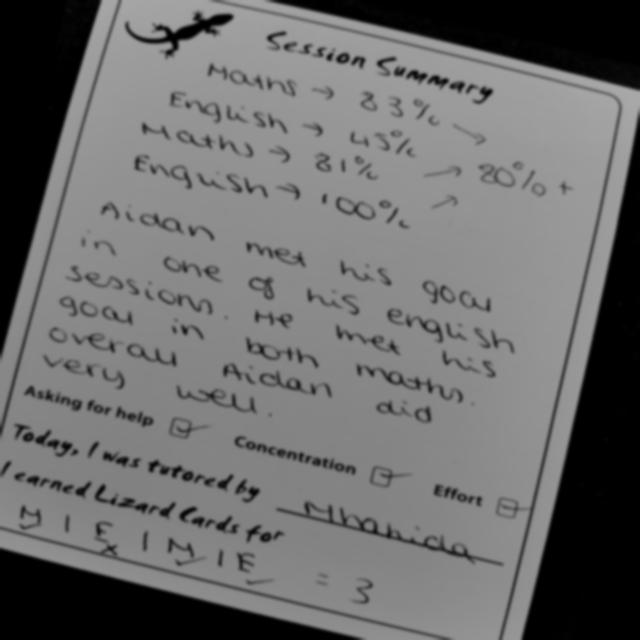 Session Summary
Maths → 83% →
English → 45%
Maths → 81% → 80% +
English → 100% →
Aidan met his goal
in one of his english
sessions. He met his
goal in both maths.
overall Aidan did
very well.
Asking for help ☑ Concentration ☑ Effort ☑
Today, I was tutored by
I earned Lizard Cards for
M | E | M | E = 3